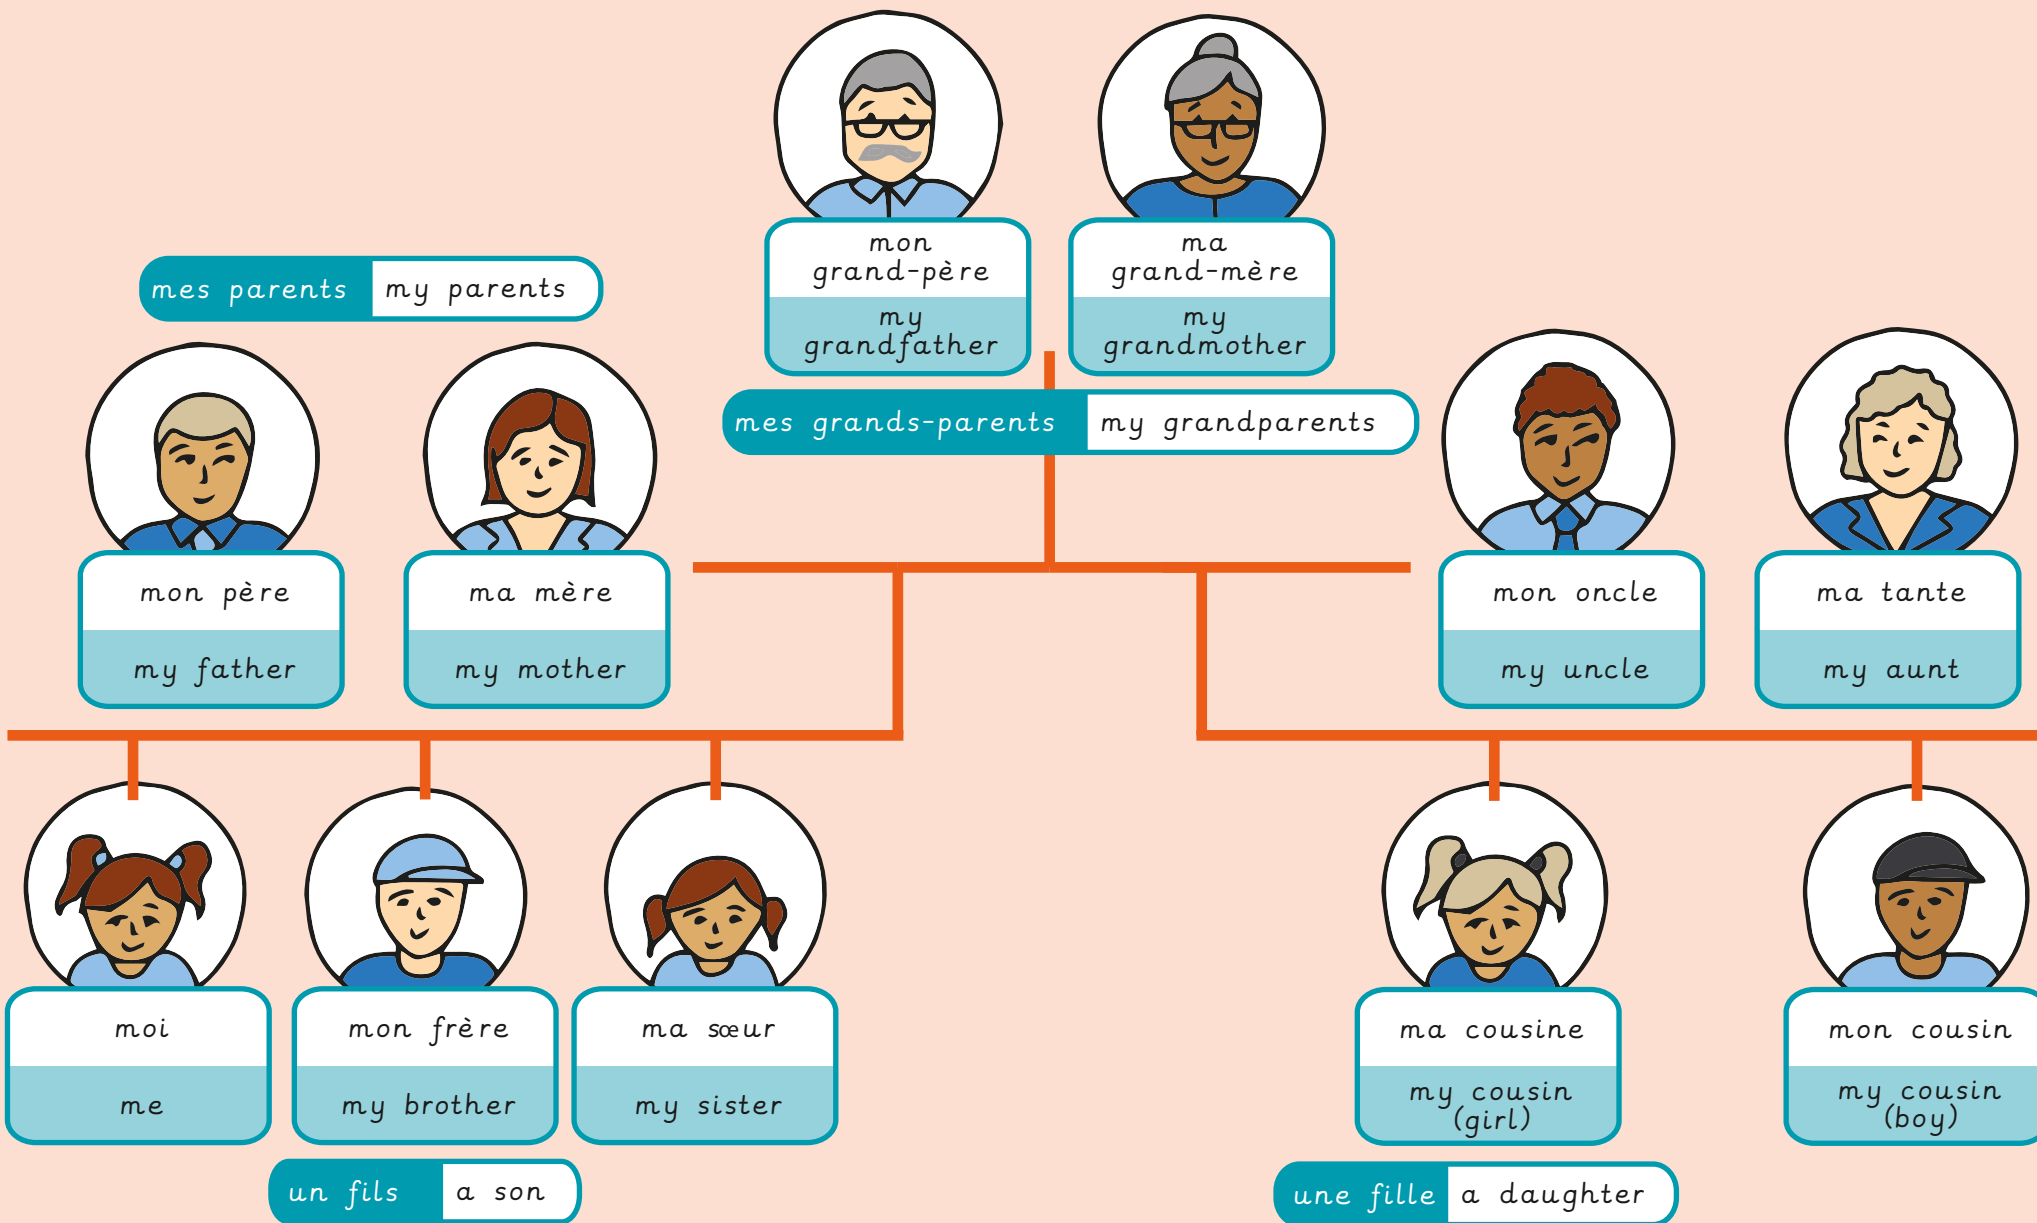 mon
grand-père
my
grandfather
ma
grand-mère
my
grandmother
mes parents my parents
mes grands-parents my grandparents
mon père
my father
ma mère
my mother
mon oncle
my uncle
ma tante
my aunt
moi
me
mon frère
my brother
ma sœur
my sister
ma cousine
my cousin
(girl)
mon cousin
my cousin
(boy)
un fils a son
une fille a daughter